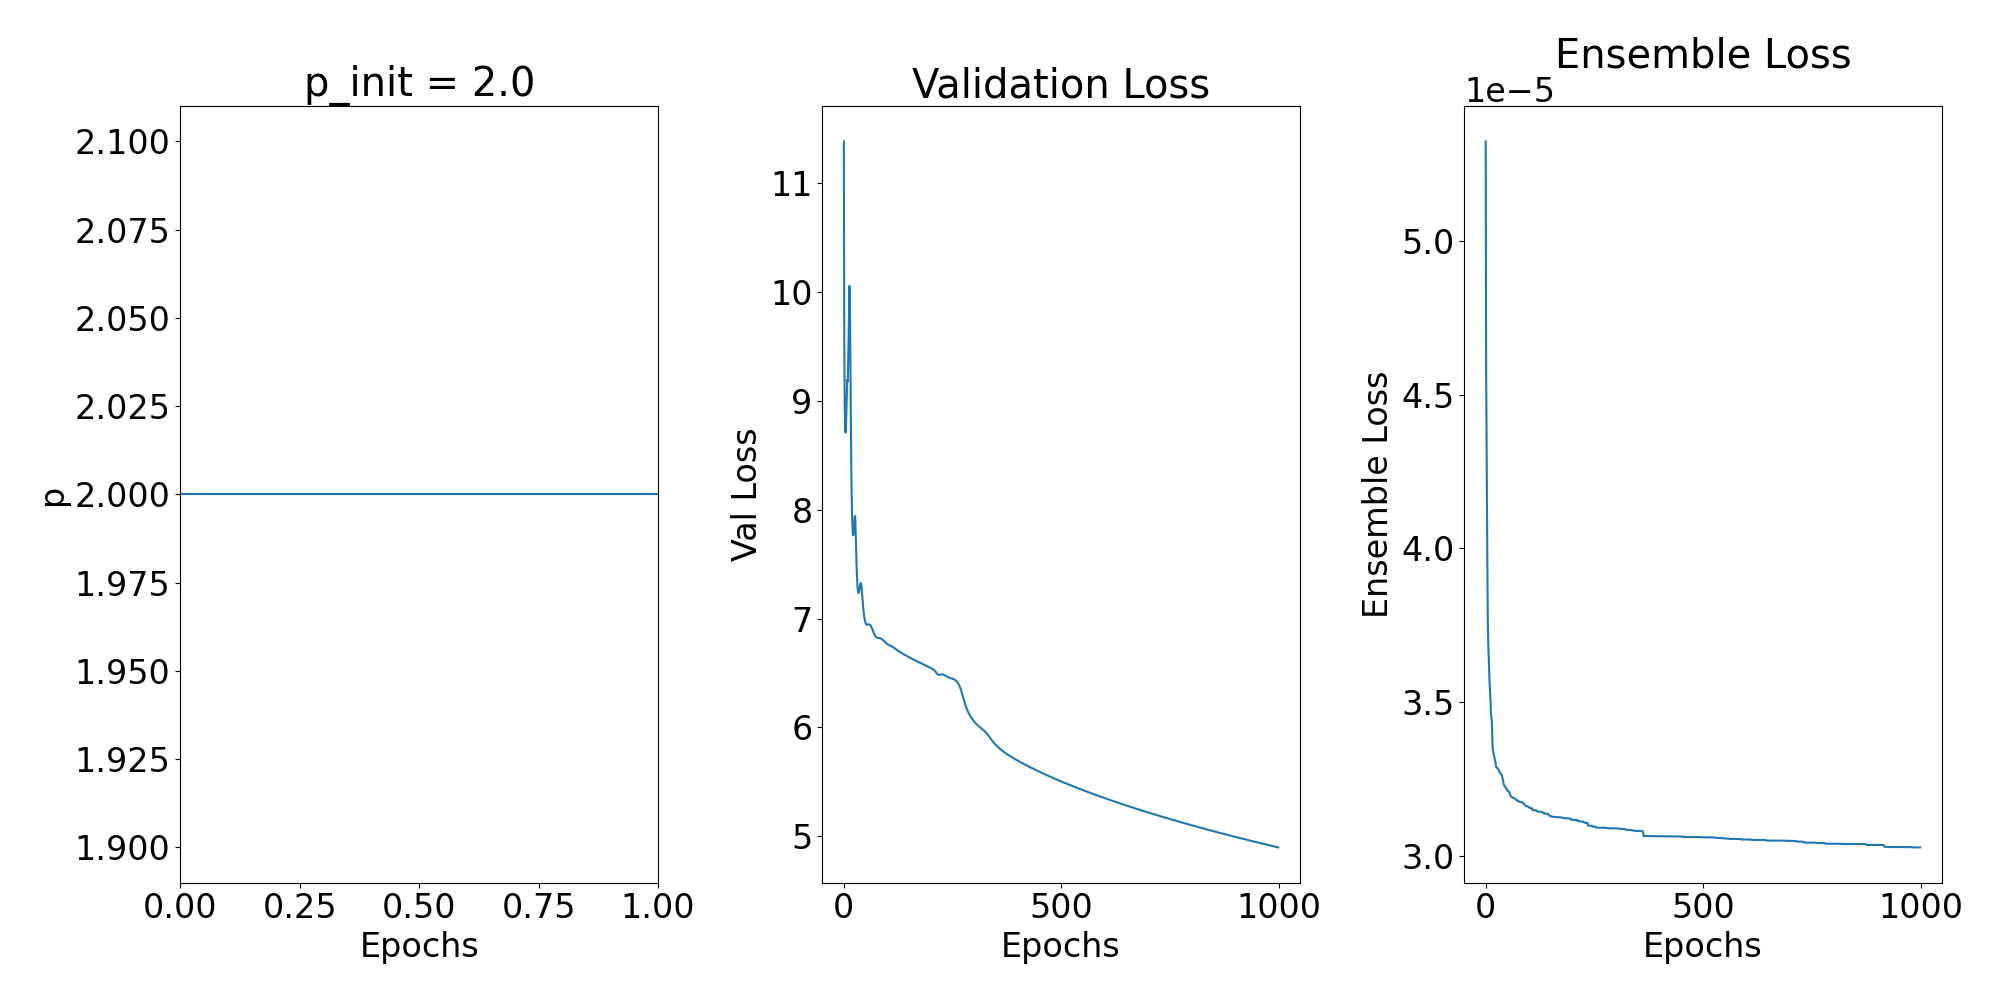 p_init = 2.0
p
2.100
2.075
2.050
2.025
2.000
1.975
1.950
1.925
1.900
0.00 0.25 0.50 0.75 1.00
Epochs
Validation Loss
Val Loss
11
10
9
8
7
6
5
0 500 1000
Epochs
Ensemble Loss
1e−5
Ensemble Loss
5.0
4.5
4.0
3.5
3.0
0 500 1000
Epochs